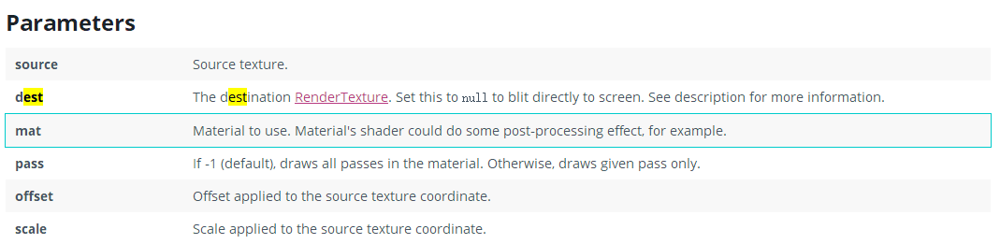 Parameters
source Source texture.
dest The destination RenderTexture. Set this to null to blit directly to screen. See description for more information.
mat Material to use. Material's shader could do some post-processing effect, for example.
pass If -1 (default), draws all passes in the material. Otherwise, draws given pass only.
offset Offset applied to the source texture coordinate.
scale Scale applied to the source texture coordinate.